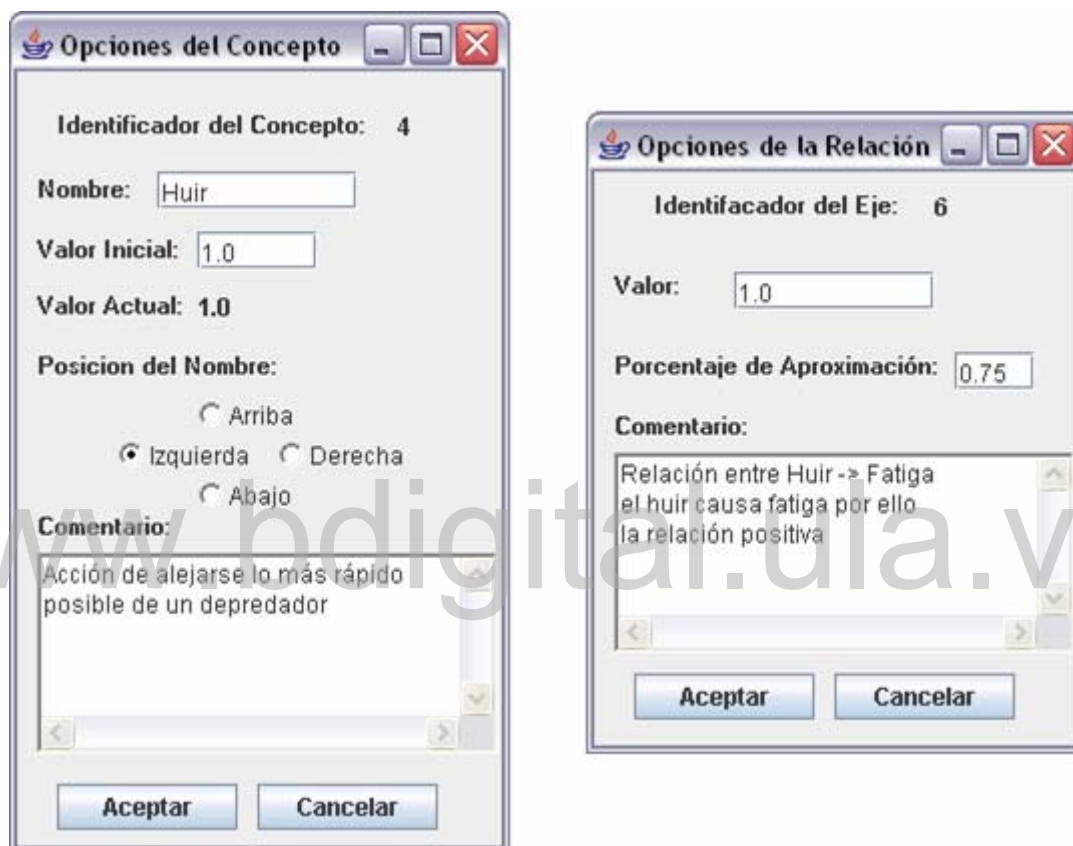 Opciones del Concepto
Identificador del Concepto: 4
Nombre: Huir
Valor Inicial: 1.0
Valor Actual: 1.0
Posicion del Nombre:
Arriba
Izquierda Derecha
Abajo
Comentario:
Acción de alejarse lo más rápido
posible de un depredador
Aceptar Cancelar
Opciones de la Relación
Identifacador del Eje: 6
Valor: 1.0
Porcentaje de Aproximación: 0.75
Comentario:
Relación entre Huir -> Fatiga
el huir causa fatiga por ello
la relación positiva
Aceptar Cancelar
www.bdigital.ula.v